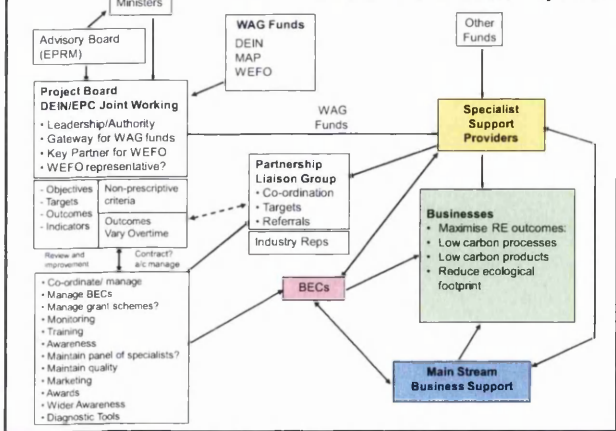 Ministers
Advisory Board
(EPRM)
WAG Funds
DEIN
MAP
WEFO
Other
Funds
Project Board
DEIN/EPC Joint Working
• Leadership/Authority
• Gateway for WAG funds
• Key Partner for WEFO
• WEFO representative?
WAG
Funds
Specialist
Support
Providers
- Objectives
- Targets
- Outcomes
- Indicators
Non-prescriptive
criteria
Outcomes
Vary Overtime
Partnership
Liaison Group
• Co-ordination
• Targets
• Referrals
Industry Reps
Businesses
• Maximise RE outcomes:
• Low carbon processes
• Low carbon products
• Reduce ecological
footprint
Review and
improvement
Contract?
a/c manage
• Co-ordinate/ manage
• Manage BECs
• Manage grant schemes?
• Monitoring
• Training
• Awareness
• Maintain panel of specialists?
• Maintain quality
• Marketing
• Awards
• Wider Awareness
• Diagnostic Tools
BECs
Main Stream
Business Support